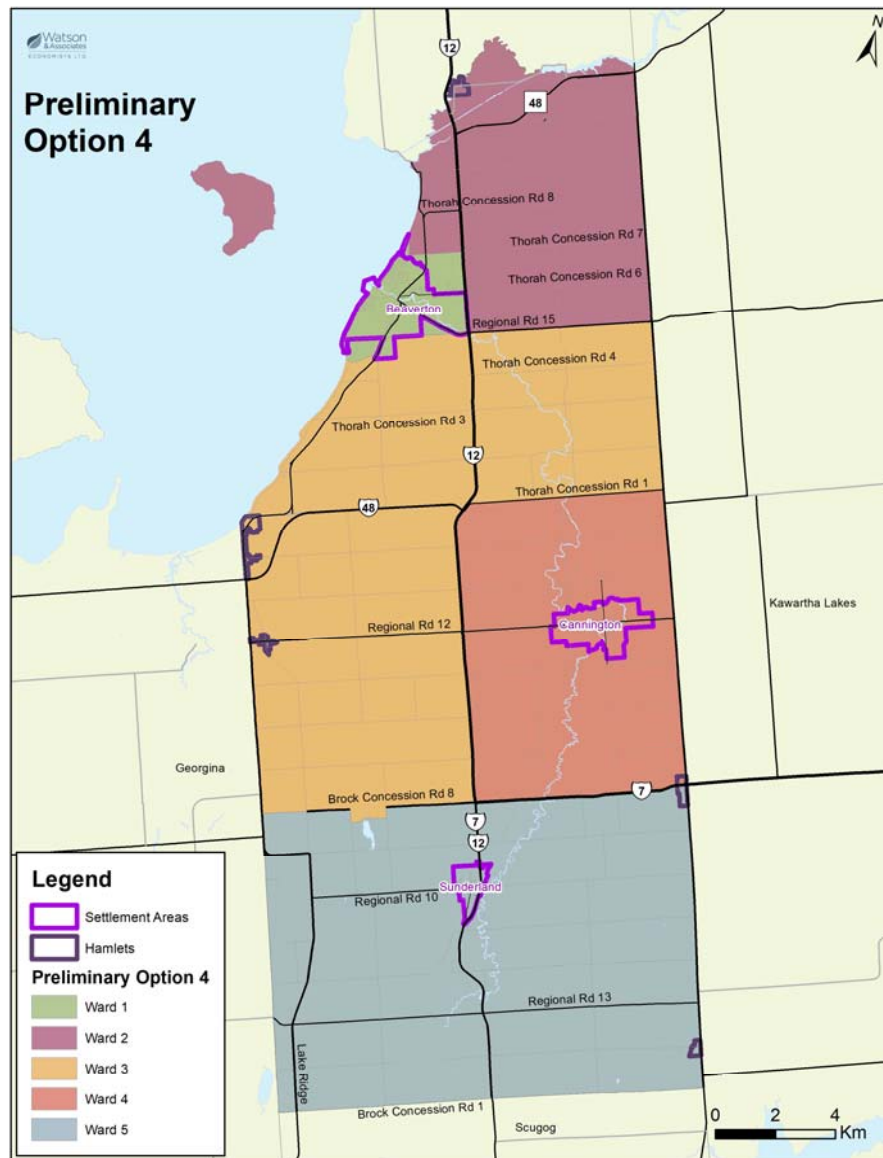 Watson
& Associates
ECONOMISTS LTD.
Preliminary
Option 4
N
12
48
Thorah Concession Rd 8
Thorah Concession Rd 7
Thorah Concession Rd 6
Beaverton
Regional Rd 15
Thorah Concession Rd 4
Thorah Concession Rd 3
12
Thorah Concession Rd 1
48
Kawartha Lakes
Cannington
Regional Rd 12
Georgina
Brock Concession Rd 8
7
7
12
Sunderland
Regional Rd 10
Regional Rd 13
Lake Ridge
Brock Concession Rd 1
Scugog
Legend
Settlement Areas
Hamlets
Preliminary Option 4
Ward 1
Ward 2
Ward 3
Ward 4
Ward 5
0 2 4
Km